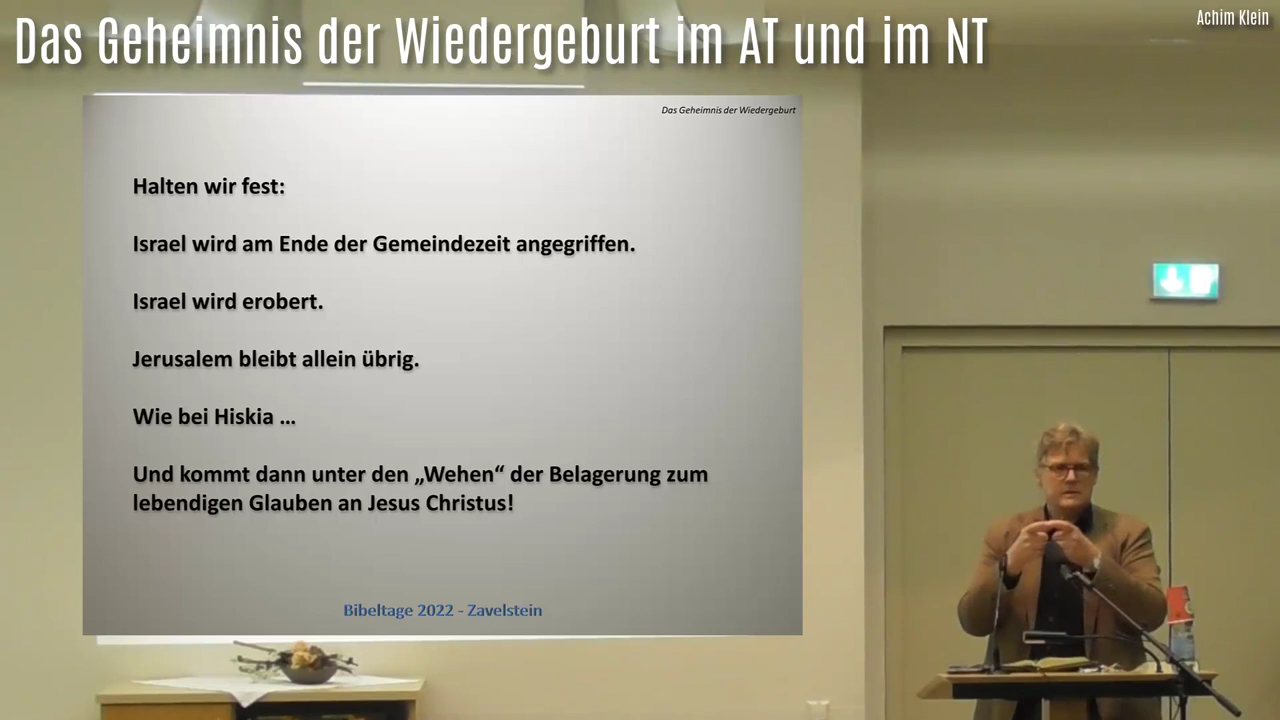 Das Geheimnis der Wiedergeburt im AT und im NT
Achim Klein
Das Geheimnis der Wiedergeburt
Halten wir fest:
Israel wird am Ende der Gemeindezeit angegriffen.
Israel wird erobert.
Jerusalem bleibt allein übrig.
Wie bei Hiskia ...
Und kommt dann unter den „Wehen“ der Belagerung zum
lebendigen Glauben an Jesus Christus!
Bibeltage 2022 - Zavelstein